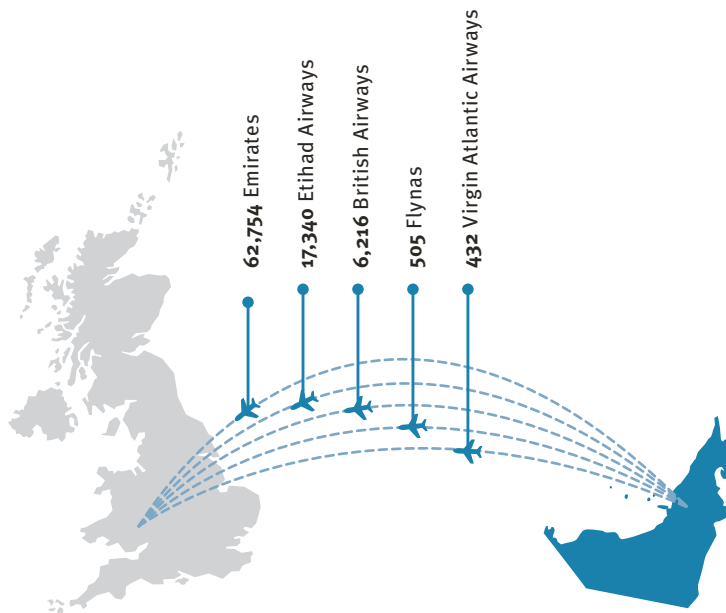 62,754 Emirates
17,340 Etihad Airways
6,216 British Airways
505 Flynas
432 Virgin Atlantic Airways